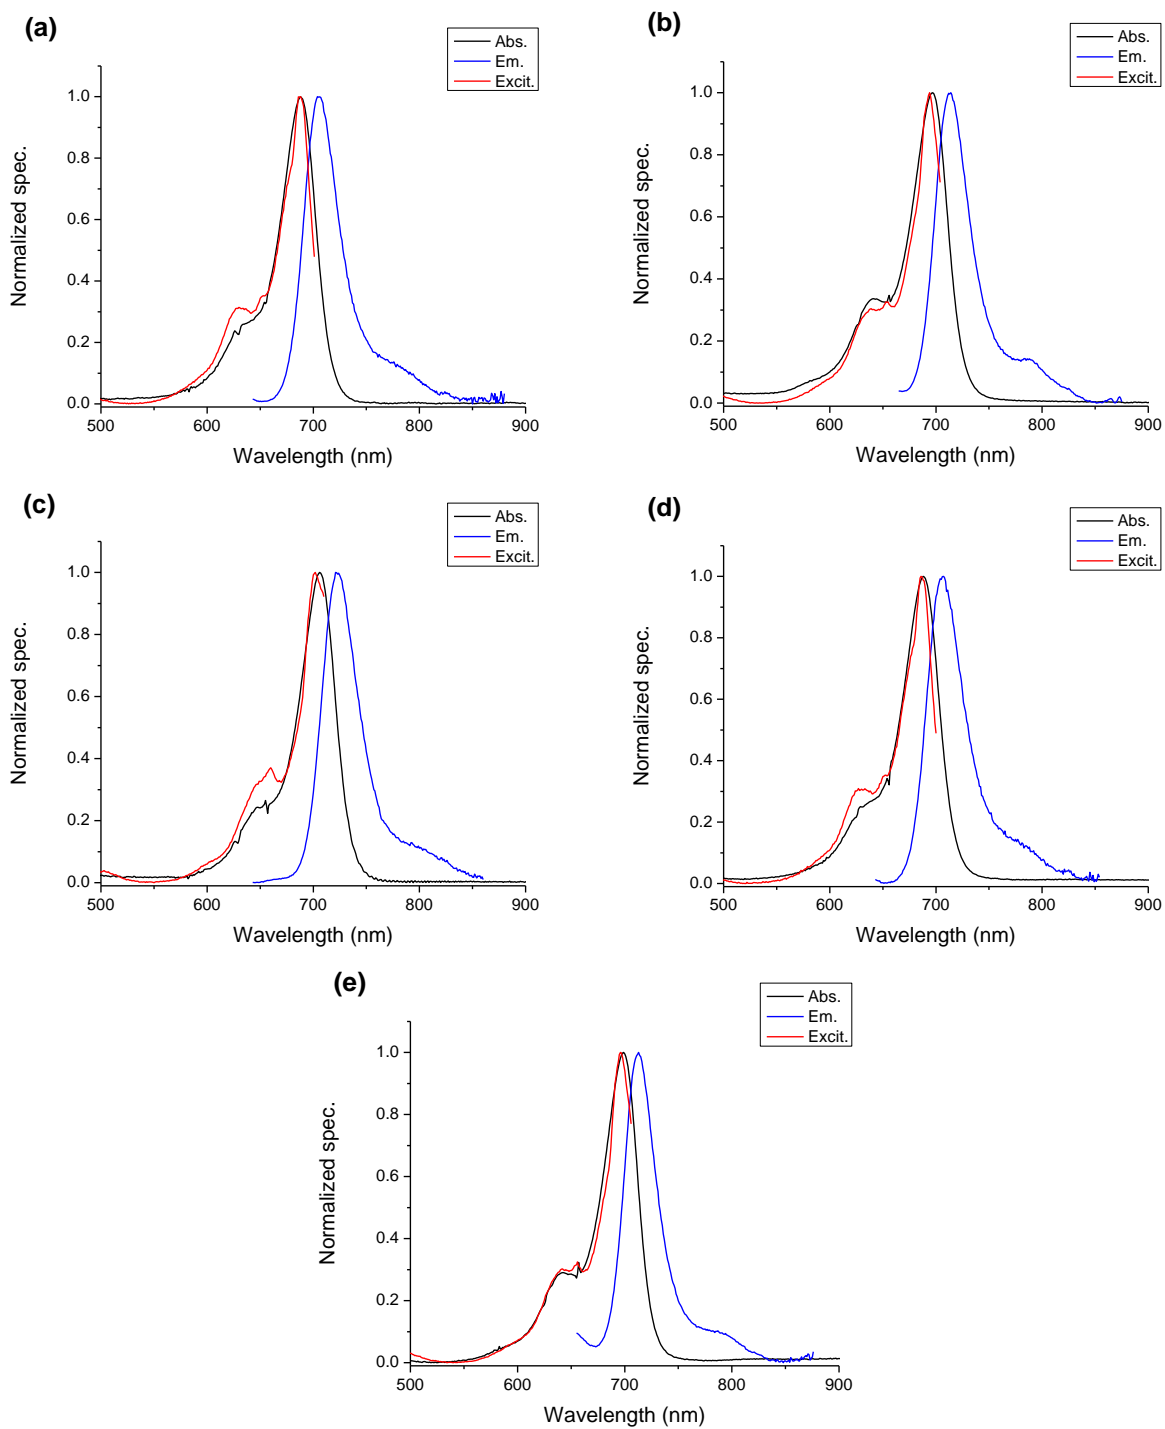 (a)
Abs.
Em.
Excit.
1.0
0.8
0.6
0.4
0.2
0.0
Normalized spec.
500 600 700 800 900
Wavelength (nm)
(b)
Abs.
Em.
Excit.
1.0
0.8
0.6
0.4
0.2
0.0
Normalized spec.
500 600 700 800 900
Wavelength (nm)
(c)
Abs.
Em.
Excit.
1.0
0.8
0.6
0.4
0.2
0.0
Normalized spec.
500 600 700 800 900
Wavelength (nm)
(d)
Abs.
Em.
Excit.
1.0
0.8
0.6
0.4
0.2
0.0
Normalized spec.
500 600 700 800 900
Wavelength (nm)
(e)
Abs.
Em.
Excit.
1.0
0.8
0.6
0.4
0.2
0.0
Normalized spec.
500 600 700 800 900
Wavelength (nm)